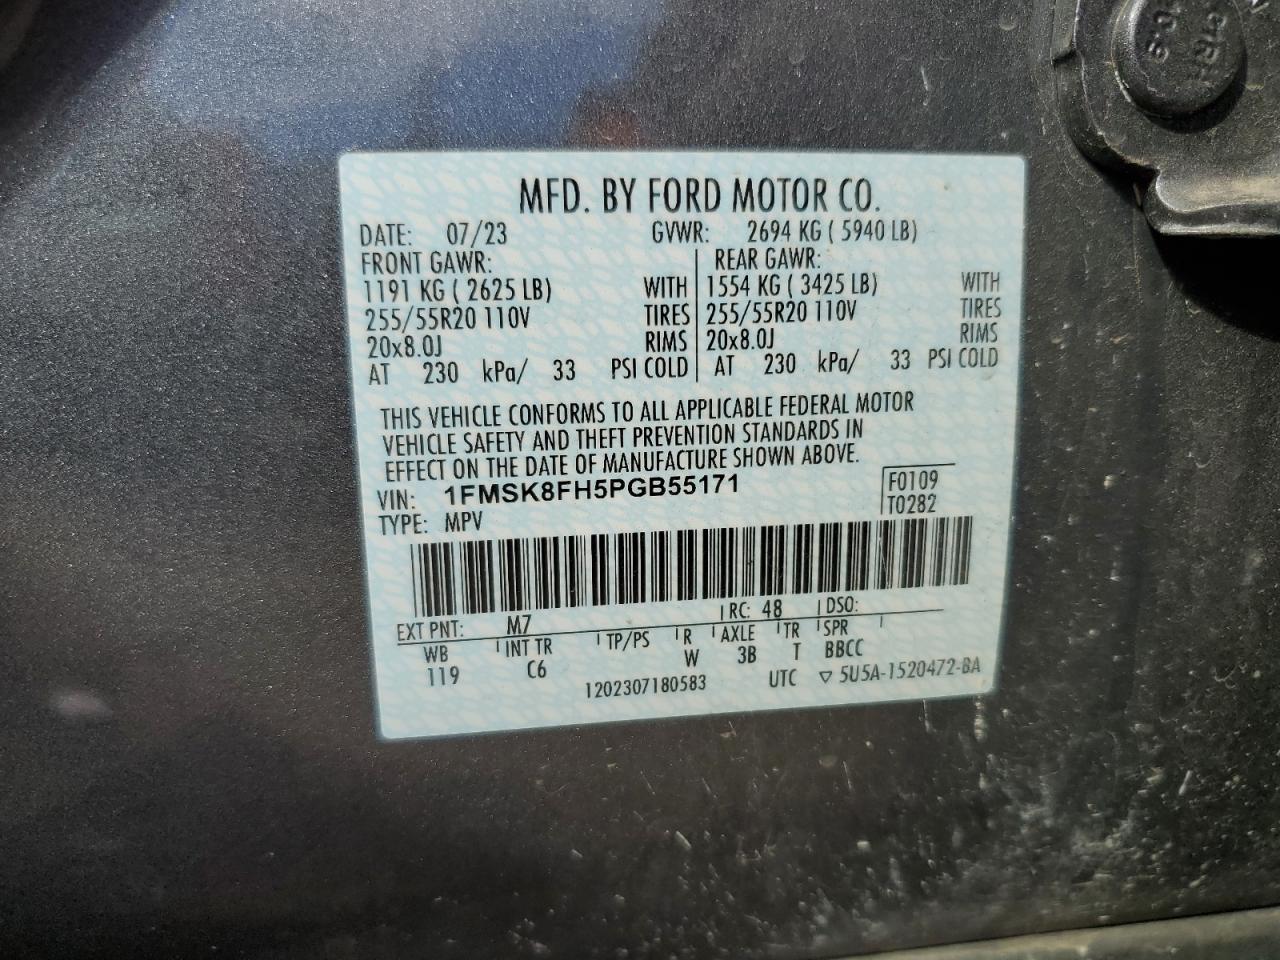 MFD. BY FORD MOTOR CO.
DATE: 07/23 GVWR: 2694 KG ( 5940 LB)
FRONT GAWR: REAR GAWR:
1191 KG ( 2625 LB) WITH 1554 KG ( 3425 LB) WITH
255/55R20 110V TIRES 255/55R20 110V TIRES
20x8.0J RIMS 20x8.0J RIMS
AT 230 kPa/ 33 PSI COLD AT 230 kPa/ 33 PSI COLD
THIS VEHICLE CONFORMS TO ALL APPLICABLE FEDERAL MOTOR
VEHICLE SAFETY AND THEFT PREVENTION STANDARDS IN
EFFECT ON THE DATE OF MANUFACTURE SHOWN ABOVE.
VIN: 1FMSK8FH5PGB55171 F0109
TYPE: MPV T0282
EXT PNT: M7 RC: 48 DSO:
WB INT TR TP/PS R AXLE TR SPR
119 C6 W 3B T BBCC
1202307180583 UTC ▽ 5U5A-1520472-BA